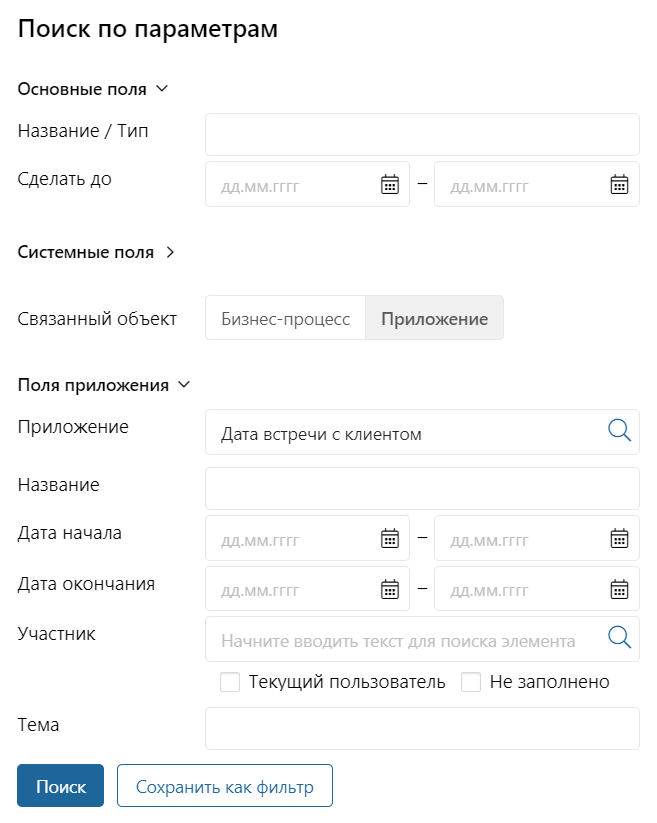 Поиск по параметрам
Основные поля
Название / Тип
Сделать до дд.мм.гггг – дд.мм.гггг
Системные поля
Связанный объект Бизнес-процесс Приложение
Поля приложения
Приложение Дата встречи с клиентом
Название
Дата начала дд.мм.гггг – дд.мм.гггг
Дата окончания дд.мм.гггг – дд.мм.гггг
Участник Начните вводить текст для поиска элемента
Текущий пользователь Не заполнено
Тема
Поиск Сохранить как фильтр